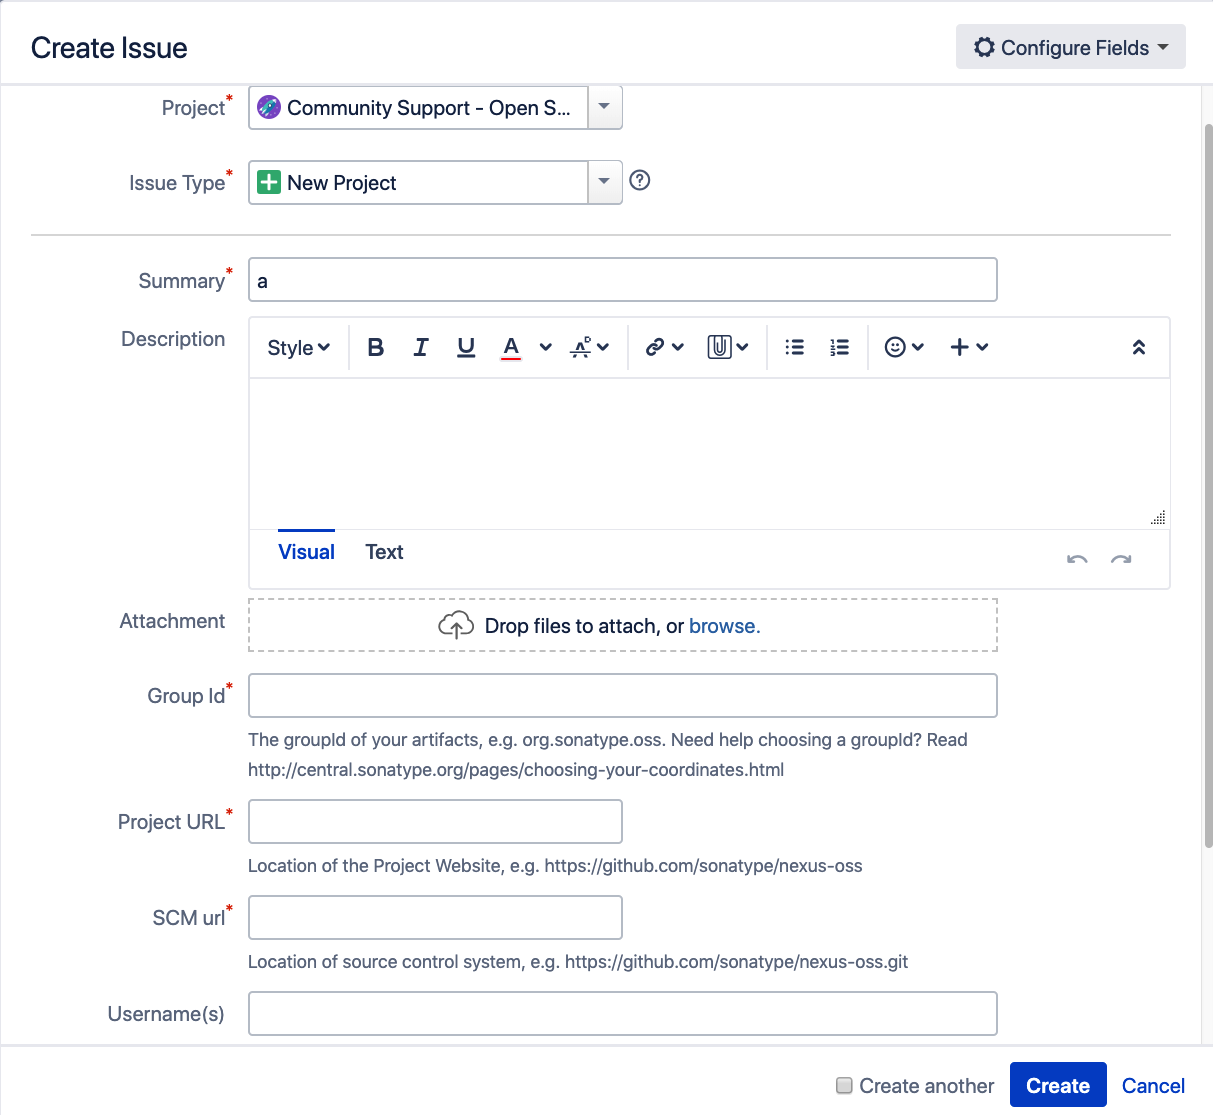 Create Issue
Configure Fields
Project*
Community Support - Open S...
Issue Type*
New Project
Summary*
a
Description
Style
B I U A
Visual Text
Attachment
Drop files to attach, or browse.
Group Id*
The groupId of your artifacts, e.g. org.sonatype.oss. Need help choosing a groupId? Read
http://central.sonatype.org/pages/choosing-your-coordinates.html
Project URL*
Location of the Project Website, e.g. https://github.com/sonatype/nexus-oss
SCM url*
Location of source control system, e.g. https://github.com/sonatype/nexus-oss.git
Username(s)
Create another
Create
Cancel